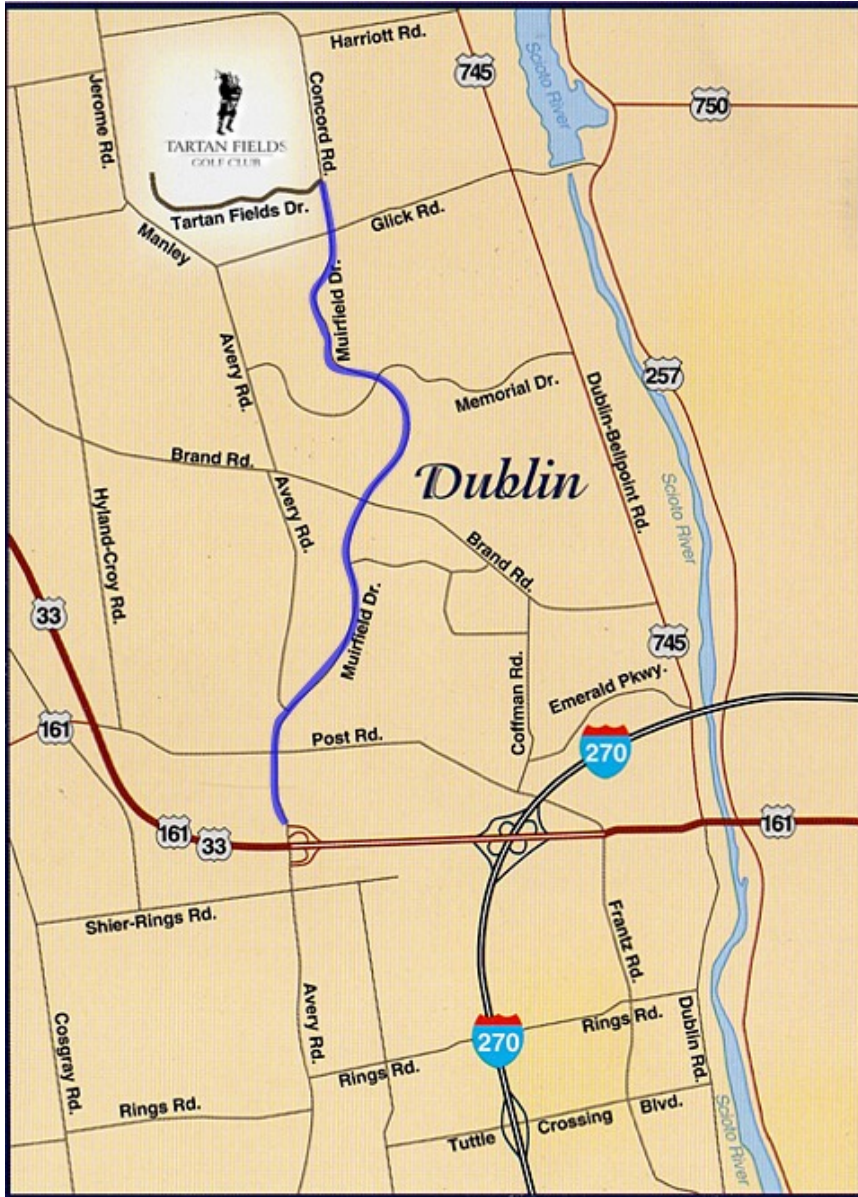 Harriott Rd.
Jerome Rd.
Concord Rd.
745
Scioto River
750
TARTAN FIELDS
GOLF CLUB
Tartan Fields Dr.
Manley
Glick Rd.
Muirfield Dr.
Avery Rd.
257
Memorial Dr.
Dublin-Bellpoint Rd.
Brand Rd.
Dublin
Hyland-Croy Rd.
Avery Rd.
Scioto River
Brand Rd.
33
Muirfield Dr.
745
Coffman Rd.
Emerald Pkwy.
161
Post Rd.
270
161
33
161
Shier-Rings Rd.
Frantz Rd.
Avery Rd.
Cosgray Rd.
270
Rings Rd.
Dublin Rd.
Rings Rd.
Rings Rd.
Tuttle Crossing Blvd.
Scioto River